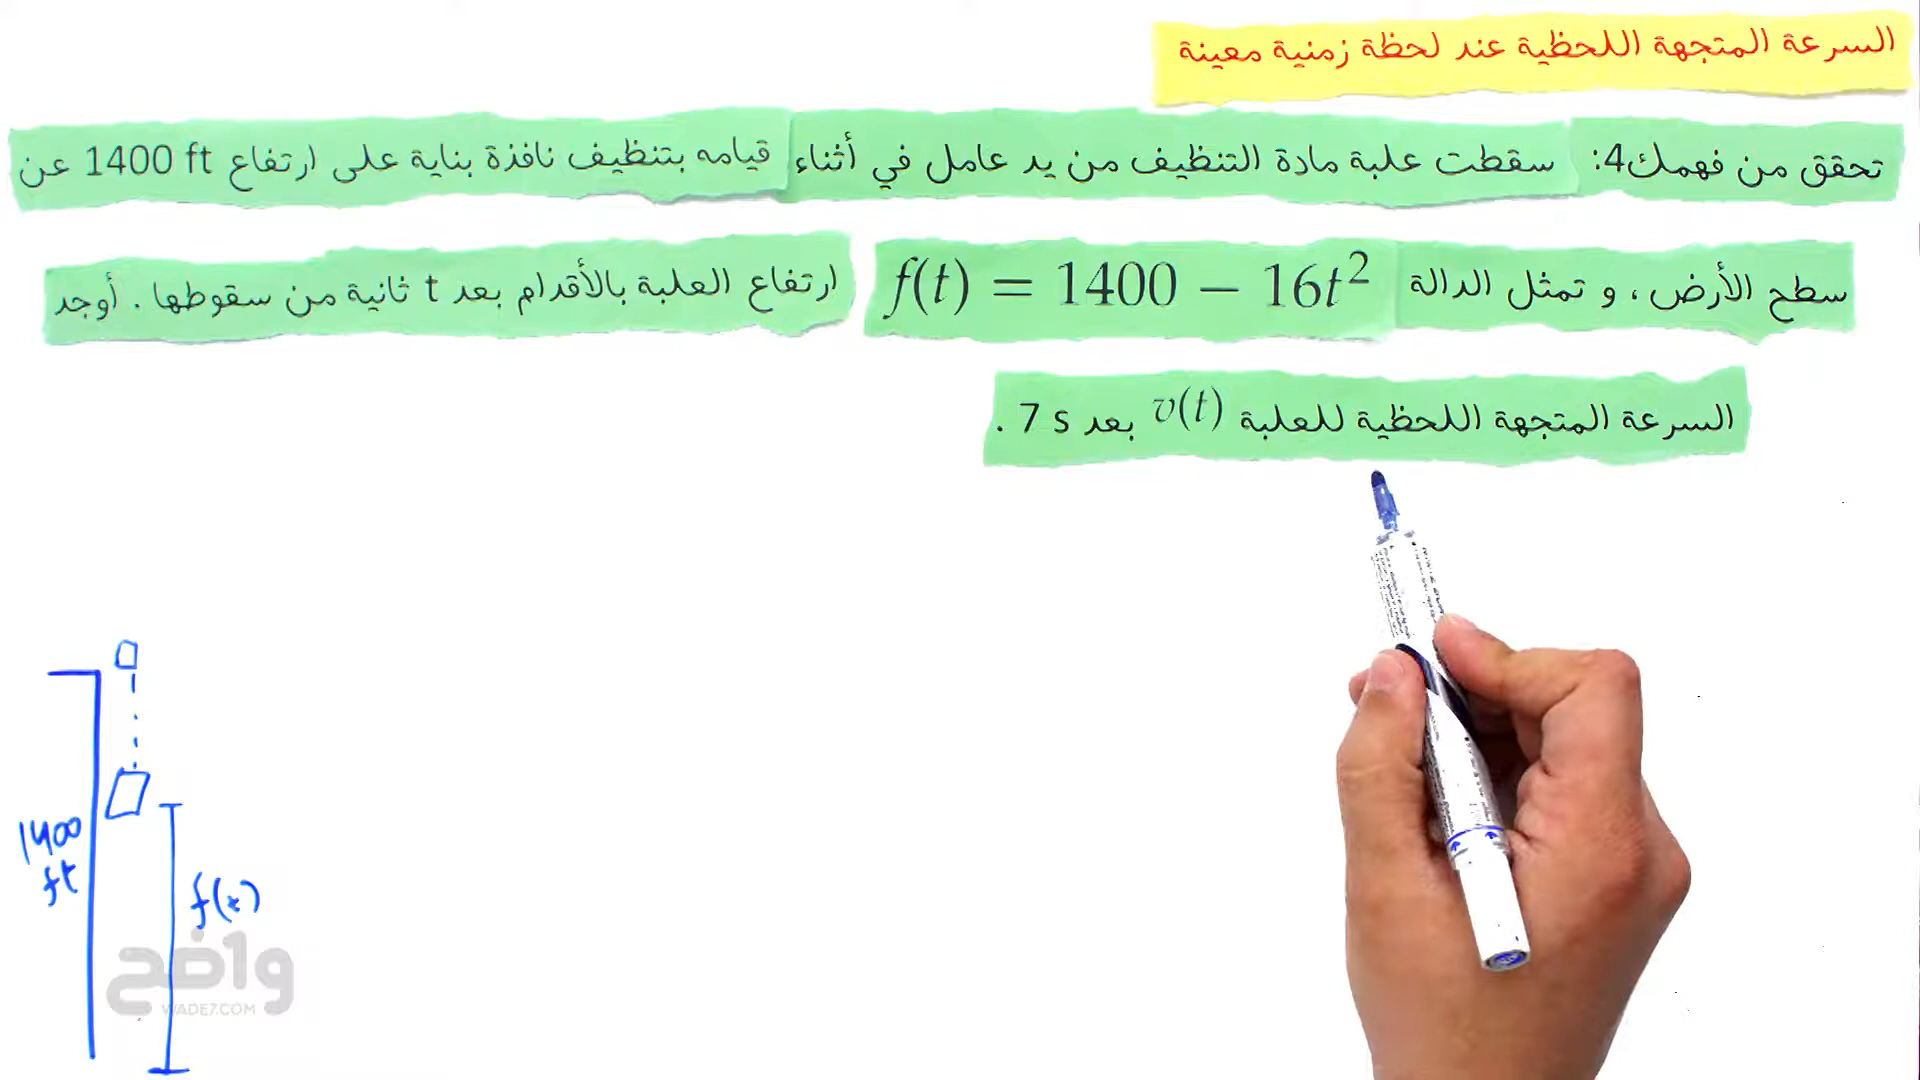 السرعة المتجهة اللحظية عند لحظة زمنية معينة
تحقق من فهمك4: سقطت علبة مادة التنظيف من يد عامل في أثناء قيامه بتنظيف نافذة بناية على ارتفاع 1400 ft عن
سطح الأرض ، و تمثل الدالة f(t) = 1400 − 16t² ارتفاع العلبة بالأقدام بعد t ثانية من سقوطها . أوجد
السرعة المتجهة اللحظية للعلبة v(t) بعد 7 s .
1400
ft
f(t)
واضح
WADE7.COM